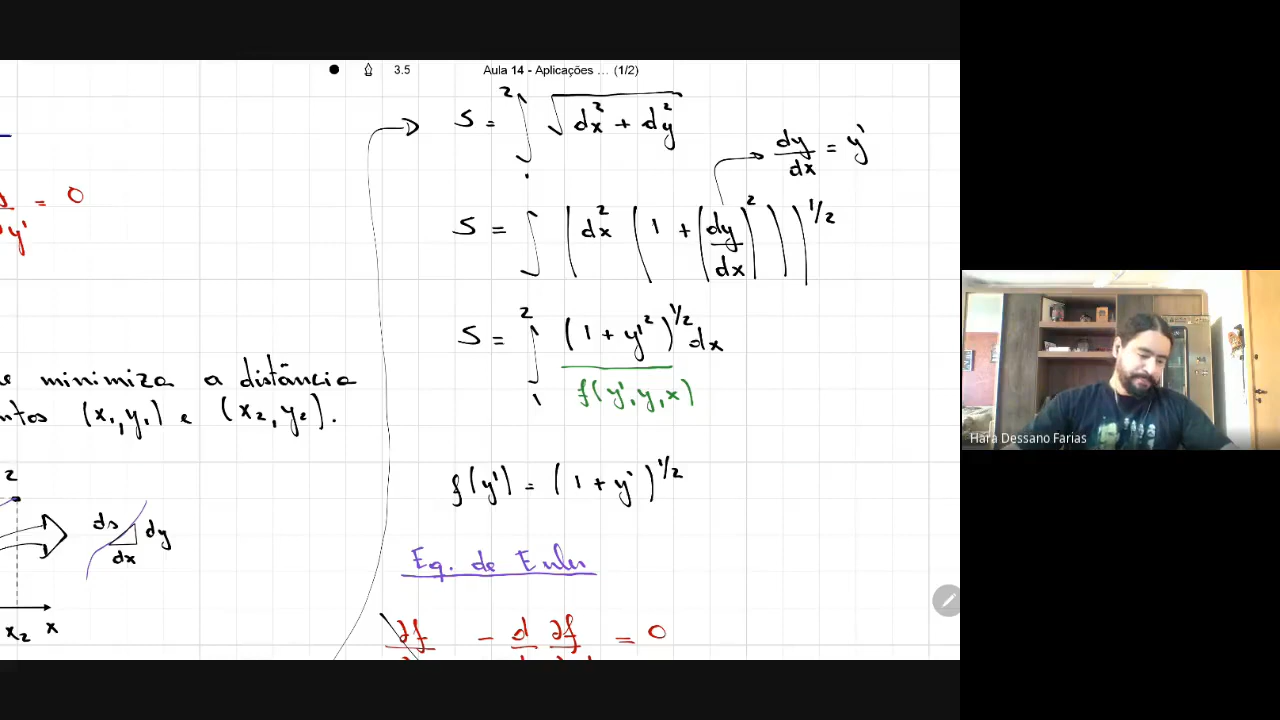 3.5 Aula 14 - Aplicações ... (1/2)
= 0
∂y'
e minimiza a distância
ntos (x₁,y₁) e (x₂,y₂).
2
ds dy
dx
x₂ x
S = ∫₁² √(dx² + dy²)
dy/dx = y'
S = ∫ (dx² (1 + (dy/dx)²))^1/2
S = ∫₁² (1 + y'²)^1/2 dx
f(y',y,x)
f(y') = (1 + y')^1/2
Eq. de Euler
∂f - d ∂f = 0
Hara Dessano Farias